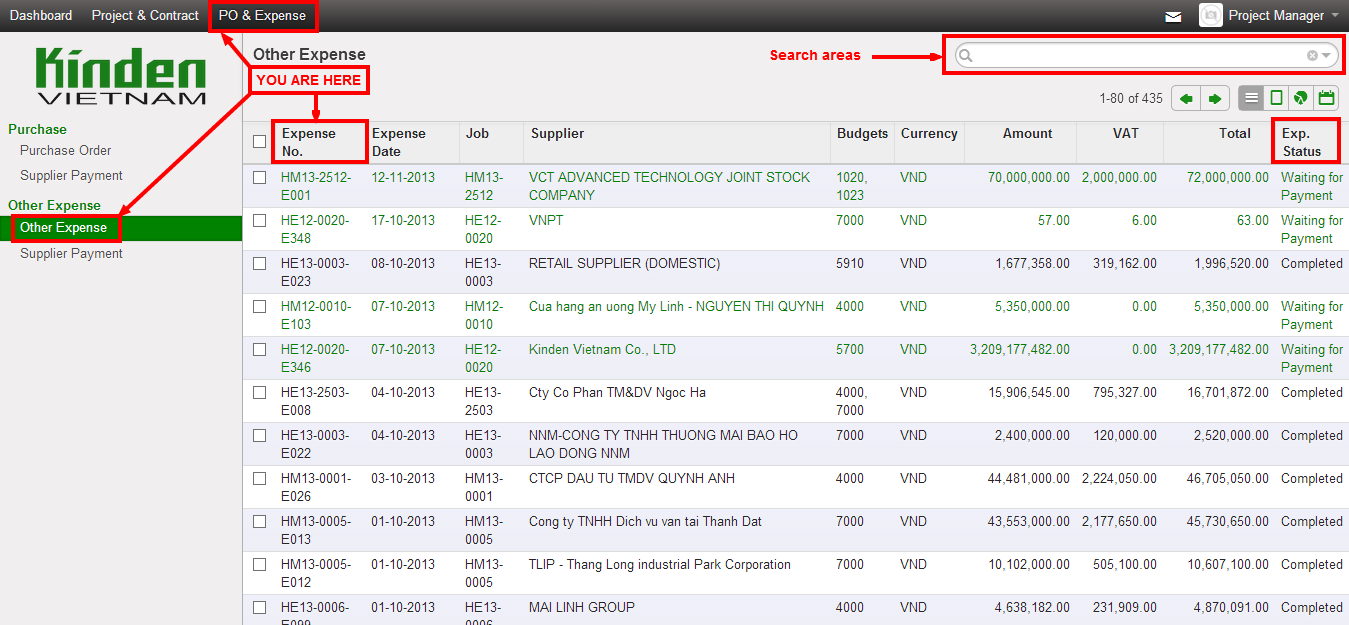 Dashboard Project & Contract PO & Expense Project Manager
Kinden
VIETNAM
Other Expense
Search areas
YOU ARE HERE
1-80 of 435
Purchase
Purchase Order
Supplier Payment
Other Expense
Other Expense
Supplier Payment
Expense No. Expense Date Job Supplier Budgets Currency Amount VAT Total Exp. Status
HM13-2512- 12-11-2013 HM13- VCT ADVANCED TECHNOLOGY JOINT STOCK 1020, VND 70,000,000.00 2,000,000.00 72,000,000.00 Waiting for
E001 2512 COMPANY 1023 Payment
HE12-0020- 17-10-2013 HE12- VNPT 7000 VND 57.00 6.00 63.00 Waiting for
E348 0020 Payment
HE13-0003- 08-10-2013 HE13- RETAIL SUPPLIER (DOMESTIC) 5910 VND 1,677,358.00 319,162.00 1,996,520.00 Completed
E023 0003
HM12-0010- 07-10-2013 HM12- Cua hang an uong My Linh - NGUYEN THI QUYNH 4000 VND 5,350,000.00 0.00 5,350,000.00 Waiting for
E103 0010 Payment
HE12-0020- 07-10-2013 HE12- Kinden Vietnam Co., LTD 5700 VND 3,209,177,482.00 0.00 3,209,177,482.00 Waiting for
E346 0020 Payment
HE13-2503- 04-10-2013 HE13- Cty Co Phan TM&DV Ngoc Ha 4000, VND 15,906,545.00 795,327.00 16,701,872.00 Completed
E008 2503 7000
HE13-0003- 04-10-2013 HE13- NNM-CONG TY TNHH THUONG MAI BAO HO 7000 VND 2,400,000.00 120,000.00 2,520,000.00 Completed
E022 0003 LAO DONG NNM
HM13-0001- 03-10-2013 HM13- CTCP DAU TU TMDV QUYNH ANH 4000 VND 44,481,000.00 2,224,050.00 46,705,050.00 Completed
E026 0001
HM13-0005- 01-10-2013 HM13- Cong ty TNHH Dich vu van tai Thanh Dat 7000 VND 43,553,000.00 2,177,650.00 45,730,650.00 Completed
E013 0005
HM13-0005- 01-10-2013 HM13- TLIP - Thang Long industrial Park Corporation 7000 VND 10,102,000.00 505,100.00 10,607,100.00 Completed
E012 0005
HE13-0006- 01-10-2013 HE13- MAI LINH GROUP 4000 VND 4,638,182.00 231,909.00 4,870,091.00 Completed
E099 0006